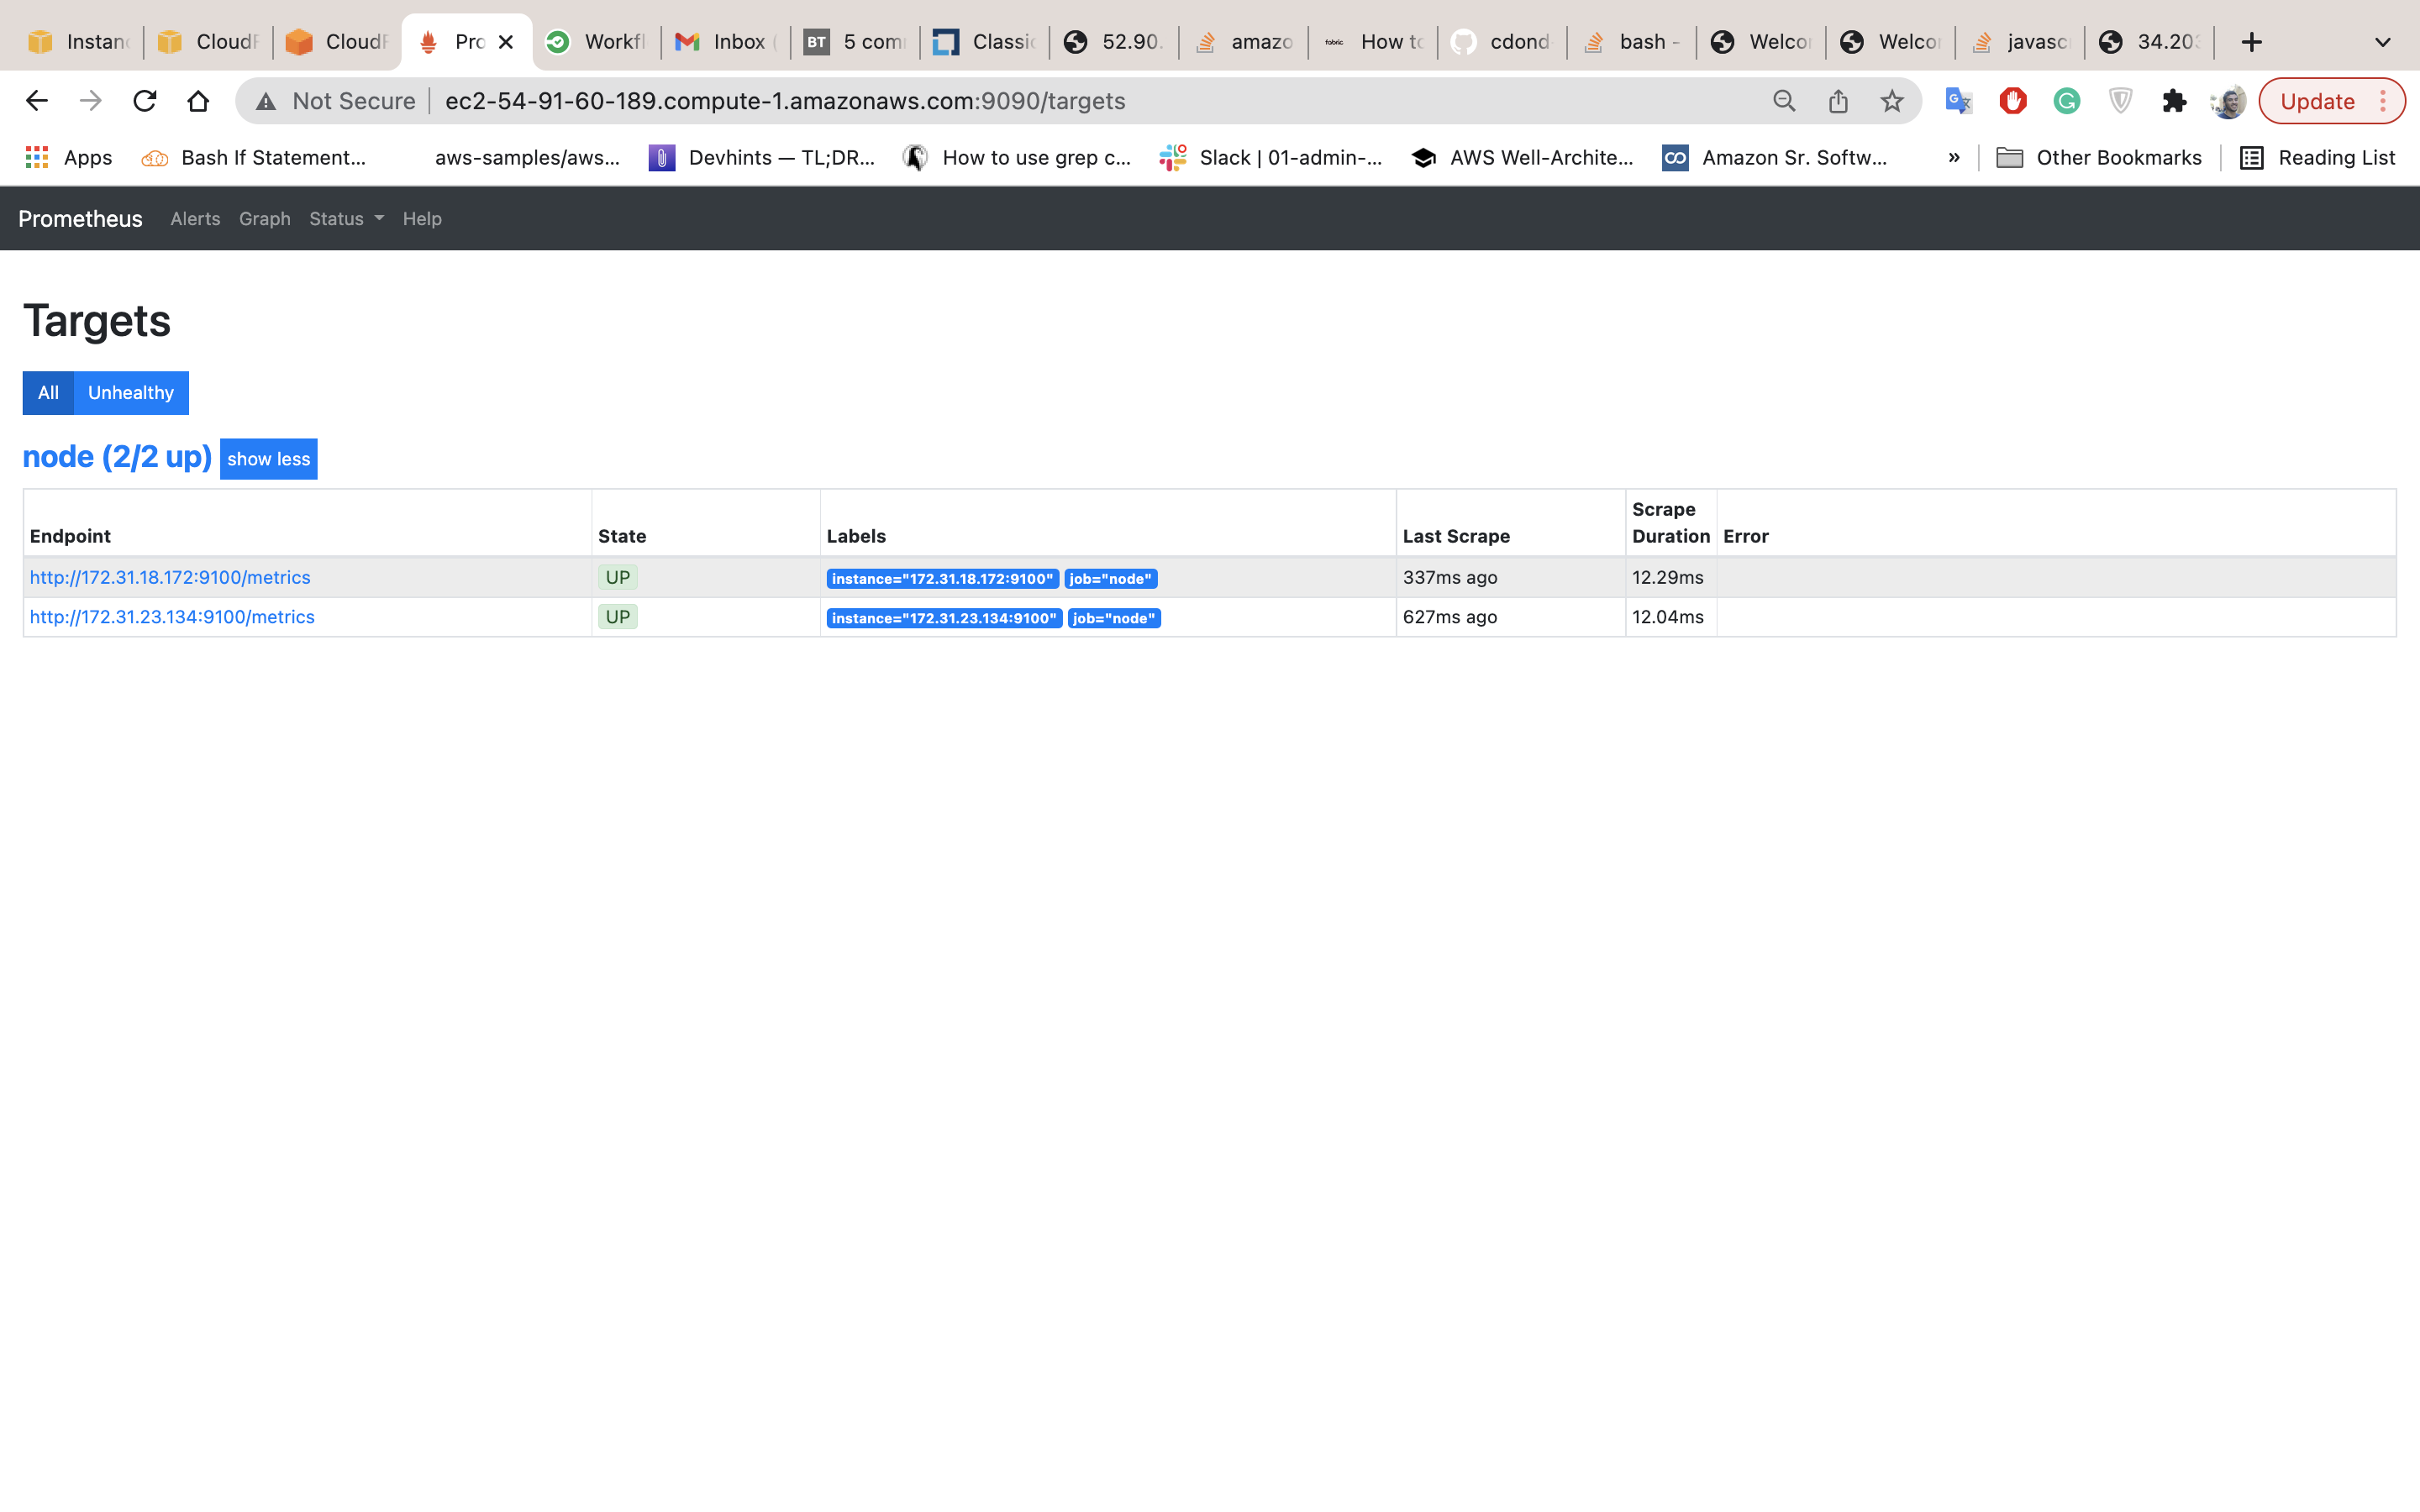 Instan CloudF CloudF Pro Workfl Inbox ( BT 5 com Classic 52.90. amazo fabric How to cdond bash - Welco Welco javasc 34.203
Not Secure ec2-54-91-60-189.compute-1.amazonaws.com:9090/targets Update
Apps Bash If Statement... aws-samples/aws... Devhints — TL;DR... How to use grep c... Slack | 01-admin-... AWS Well-Archite... Amazon Sr. Softw... » Other Bookmarks Reading List
Prometheus Alerts Graph Status Help
Targets
All Unhealthy
node (2/2 up) show less
Endpoint State Labels Last Scrape Scrape Duration Error
http://172.31.18.172:9100/metrics UP instance="172.31.18.172:9100" job="node" 337ms ago 12.29ms
http://172.31.23.134:9100/metrics UP instance="172.31.23.134:9100" job="node" 627ms ago 12.04ms